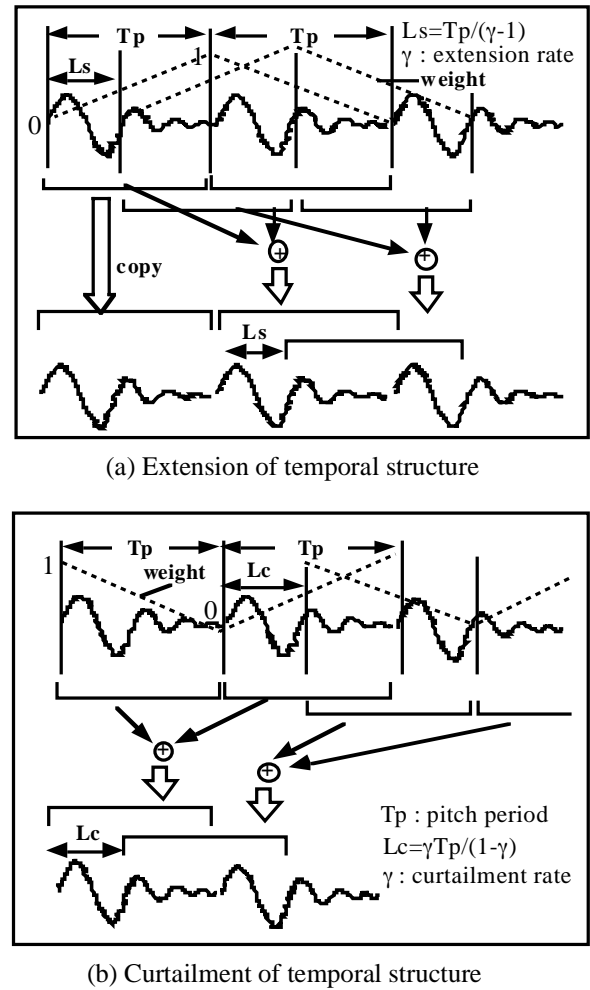 Tp
Tp
Ls=Tp/(γ-1)
γ : extension rate
1
Ls
weight
0
copy
+
+
Ls
(a) Extension of temporal structure
Tp
Tp
1
weight
Lc
0
+
+
Tp : pitch period
Lc
Lc=γTp/(1-γ)
γ : curtailment rate
(b) Curtailment of temporal structure